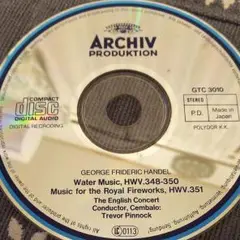 ARCHIV
PRODUKTION
COMPACT
disc
DIGITAL AUDIO
DIGITAL RECORDING
GTC 3010
STEREO
P.D.
Made in
Japan
POLYDOR K.K.
GEORGE FRIDERIC HANDEL
Water Music, HWV.348-350
Music for the Royal Fireworks, HWV.351
The English Concert
Conductor, Cembalo:
Trevor Pinnock
0113